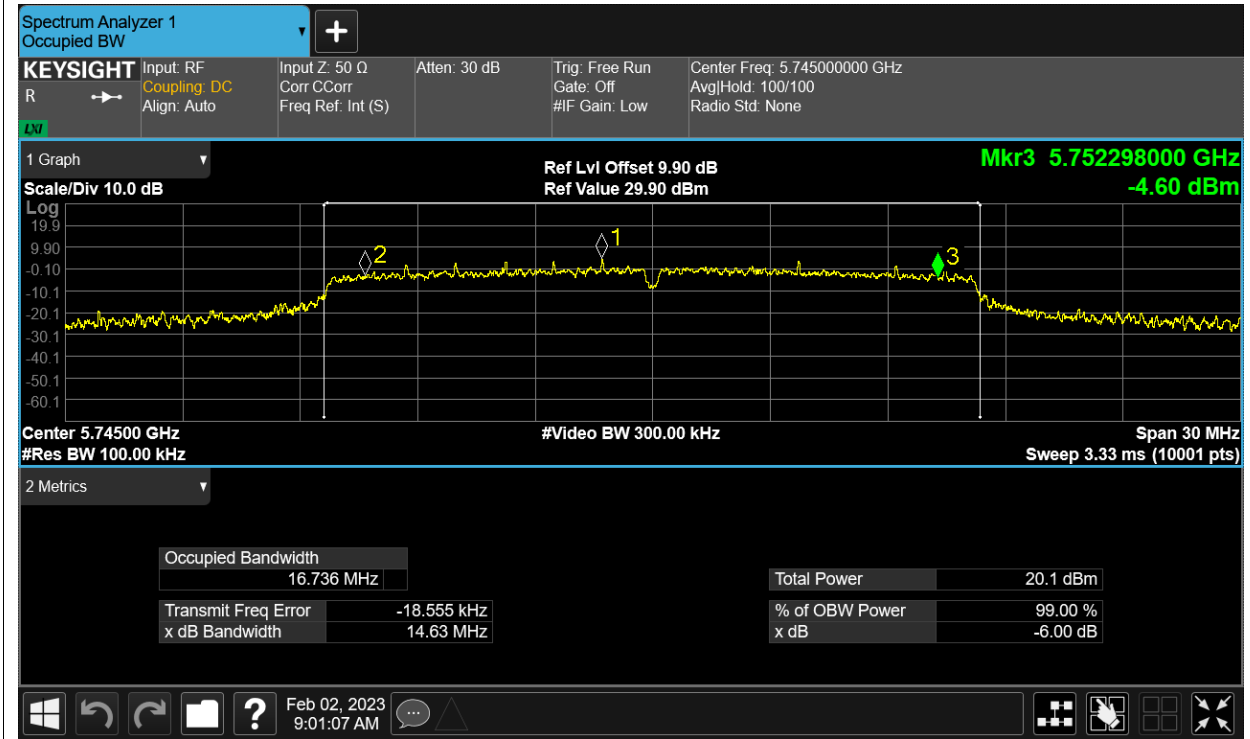 Spectrum Analyzer 1
Occupied BW
KEYSIGHT
R
LXI
Input: RF
Coupling: DC
Align: Auto
Input Z: 50 Ω
Corr CCorr
Freq Ref: Int (S)
Atten: 30 dB
Trig: Free Run
Gate: Off
#IF Gain: Low
Center Freq: 5.745000000 GHz
Avg|Hold: 100/100
Radio Std: None
1 Graph
Scale/Div 10.0 dB
Ref Lvl Offset 9.90 dB
Ref Value 29.90 dBm
Mkr3 5.752298000 GHz
-4.60 dBm
Log
19.9
9.90
-0.10
-10.1
-20.1
-30.1
-40.1
-50.1
-60.1
2
1
3
Center 5.74500 GHz
#Video BW 300.00 kHz
Span 30 MHz
#Res BW 100.00 kHz
Sweep 3.33 ms (10001 pts)
2 Metrics
Occupied Bandwidth
16.736 MHz
Total Power 20.1 dBm
Transmit Freq Error -18.555 kHz
% of OBW Power 99.00 %
x dB Bandwidth 14.63 MHz
x dB -6.00 dB
?
Feb 02, 2023
9:01:07 AM